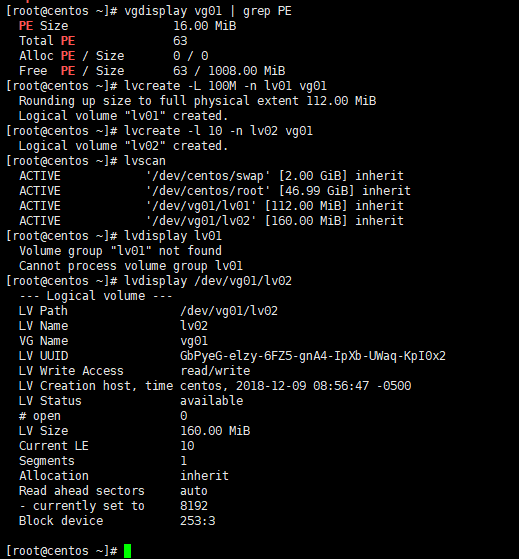 [root@centos ~]# vgdisplay vg01 | grep PE
  PE Size               16.00 MiB
  Total PE              63
  Alloc PE / Size       0 / 0
  Free  PE / Size       63 / 1008.00 MiB
[root@centos ~]# lvcreate -L 100M -n lv01 vg01
  Rounding up size to full physical extent 112.00 MiB
  Logical volume "lv01" created.
[root@centos ~]# lvcreate -l 10 -n lv02 vg01
  Logical volume "lv02" created.
[root@centos ~]# lvscan
  ACTIVE            '/dev/centos/swap' [2.00 GiB] inherit
  ACTIVE            '/dev/centos/root' [46.99 GiB] inherit
  ACTIVE            '/dev/vg01/lv01' [112.00 MiB] inherit
  ACTIVE            '/dev/vg01/lv02' [160.00 MiB] inherit
[root@centos ~]# lvdisplay lv01
  Volume group "lv01" not found
  Cannot process volume group lv01
[root@centos ~]# lvdisplay /dev/vg01/lv02
  --- Logical volume ---
  LV Path                /dev/vg01/lv02
  LV Name                lv02
  VG Name                vg01
  LV UUID                GbPyeG-elzy-6FZ5-gnA4-IpXb-UWaq-KpI0x2
  LV Write Access        read/write
  LV Creation host, time centos, 2018-12-09 08:56:47 -0500
  LV Status              available
  # open                 0
  LV Size                160.00 MiB
  Current LE             10
  Segments               1
  Allocation             inherit
  Read ahead sectors     auto
  - currently set to     8192
  Block device           253:3
[root@centos ~]#